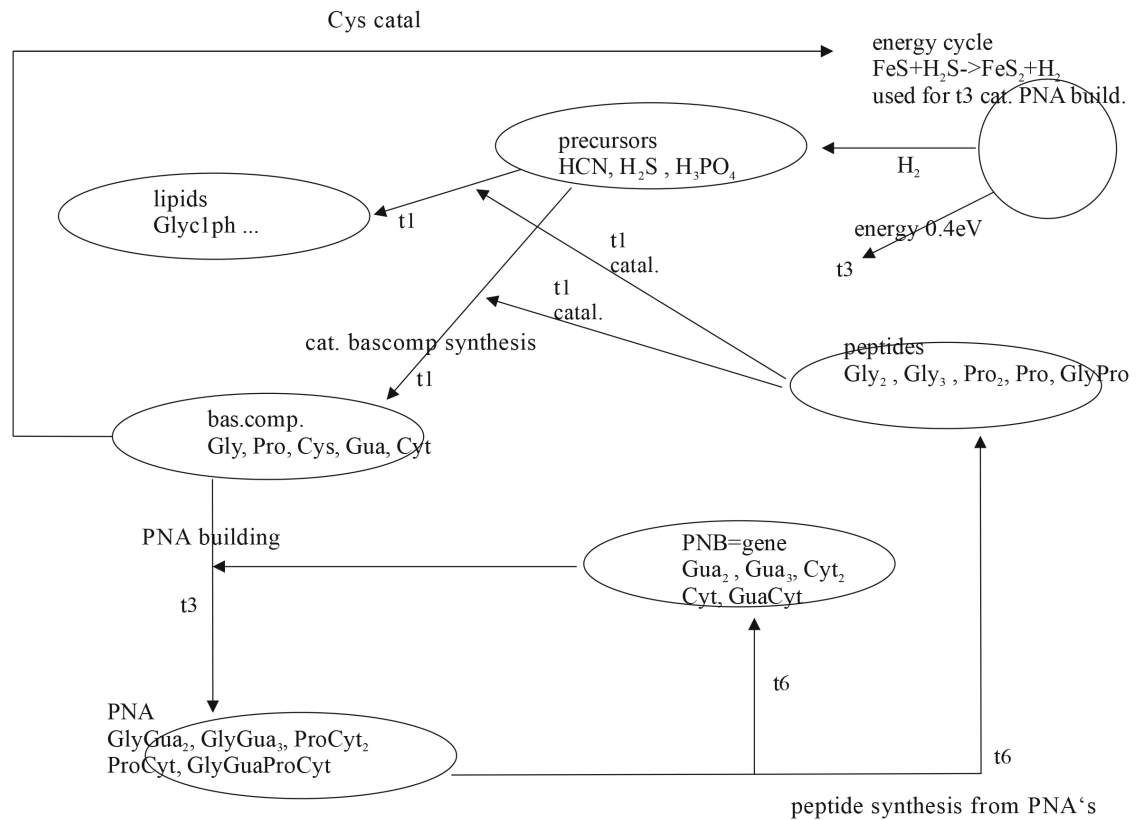 Cys catal
energy cycle
FeS+H₂S->FeS₂+H₂
used for t3 cat. PNA build.
precursors
HCN, H₂S , H₃PO₄
H₂
lipids
Glyc1ph ...
t1
energy 0.4eV
t3
t1
catal.
t1
catal.
cat. bascomp synthesis
t1
peptides
Gly₂ , Gly₃ , Pro₂, Pro, GlyPro
bas.comp.
Gly, Pro, Cys, Gua, Cyt
PNA building
PNB=gene
Gua₂ , Gua₃, Cyt₂
Cyt, GuaCyt
t3
t6
PNA
GlyGua₂, GlyGua₃, ProCyt₂
ProCyt, GlyGuaProCyt
t6
peptide synthesis from PNA‘s